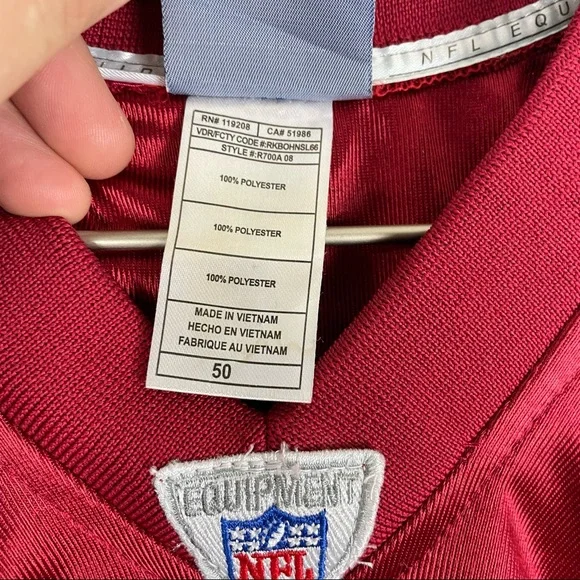 NFL EQU
RN# 119208 CA# 51986
VDR/FCTY CODE #:RKBOHNSL66
STYLE #:R700A 08
100% POLYESTER
100% POLYESTER
100% POLYESTER
MADE IN VIETNAM
HECHO EN VIETNAM
FABRIQUE AU VIETNAM
50
EQUIPMENT
NFL